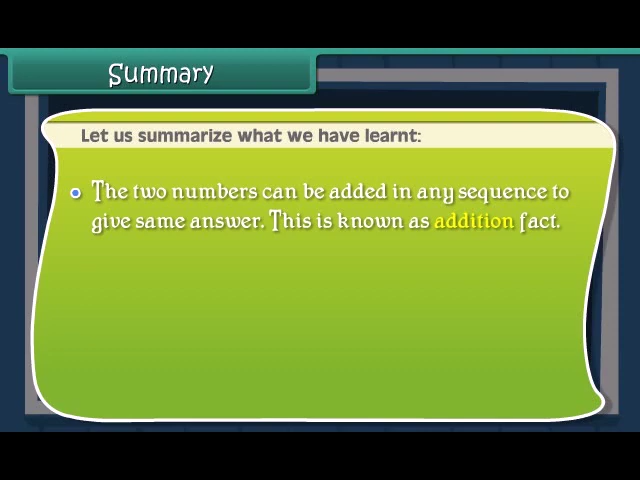 Summary
Let us summarize what we have learnt:
The two numbers can be added in any sequence to
give same answer. This is known as addition fact.